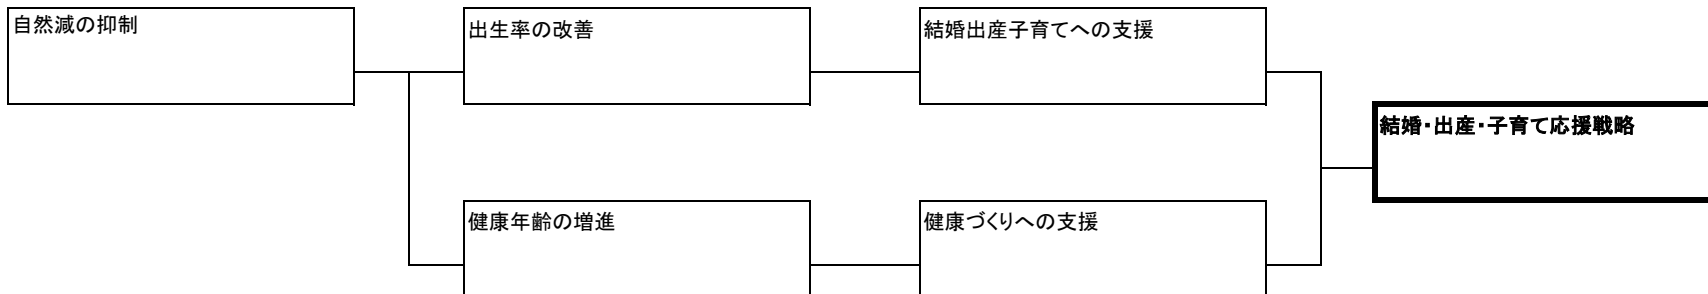 自然減の抑制
出生率の改善
結婚出産子育てへの支援
結婚・出産・子育て応援戦略
健康年齢の増進
健康づくりへの支援